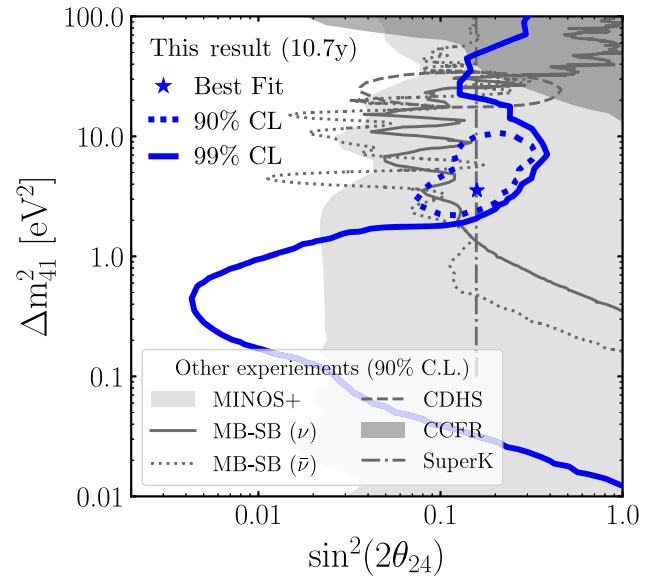 100.0
10.0
1.0
0.1
0.01
Δm²₄₁ [eV²]
This result (10.7y)
Best Fit
90% CL
99% CL
Other experiements (90% C.L.)
MINOS+
MB-SB (ν)
MB-SB (ν̄)
CDHS
CCFR
SuperK
0.01
0.1
1.0
sin²(2θ₂₄)